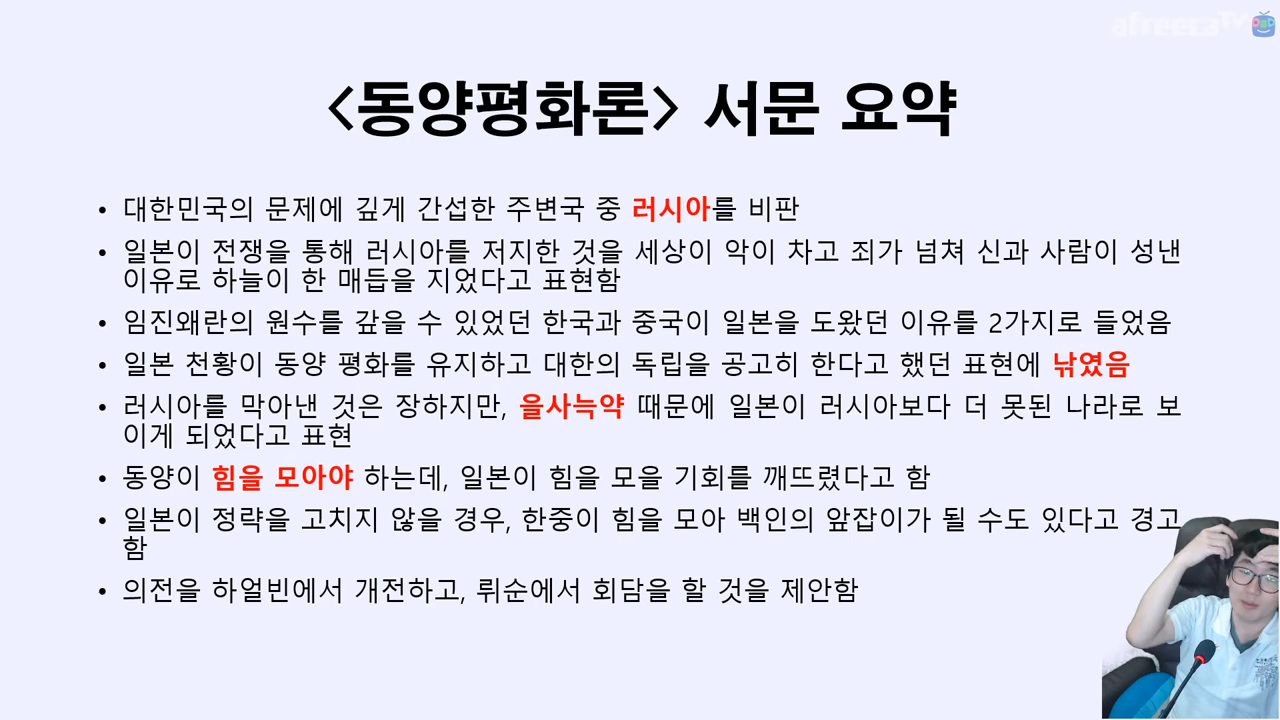 afreecaTV
<동양평화론> 서문 요약
• 대한민국의 문제에 깊게 간섭한 주변국 중 러시아를 비판
• 일본이 전쟁을 통해 러시아를 저지한 것을 세상이 악이 차고 죄가 넘쳐 신과 사람이 성낸
이유로 하늘이 한 매듭을 지었다고 표현함
• 임진왜란의 원수를 갚을 수 있었던 한국과 중국이 일본을 도왔던 이유를 2가지로 들었음
• 일본 천황이 동양 평화를 유지하고 대한의 독립을 공고히 한다고 했던 표현에 낚였음
• 러시아를 막아낸 것은 장하지만, 을사늑약 때문에 일본이 러시아보다 더 못된 나라로 보
이게 되었다고 표현
• 동양이 힘을 모아야 하는데, 일본이 힘을 모을 기회를 깨뜨렸다고 함
• 일본이 정략을 고치지 않을 경우, 한중이 힘을 모아 백인의 앞잡이가 될 수도 있다고 경고
함
• 의전을 하얼빈에서 개전하고, 뤼순에서 회담을 할 것을 제안함